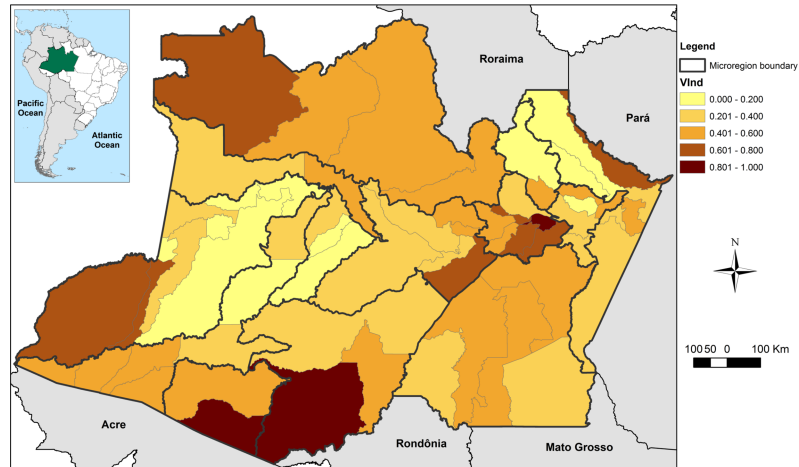 Pacific
Ocean
Atlantic
Ocean
Roraima
Pará
Acre
Rondônia
Mato Grosso
Legend
Microregion boundary
VInd
0.000 - 0.200
0.201 - 0.400
0.401 - 0.600
0.601 - 0.800
0.801 - 1.000
N
100 50 0 100 Km